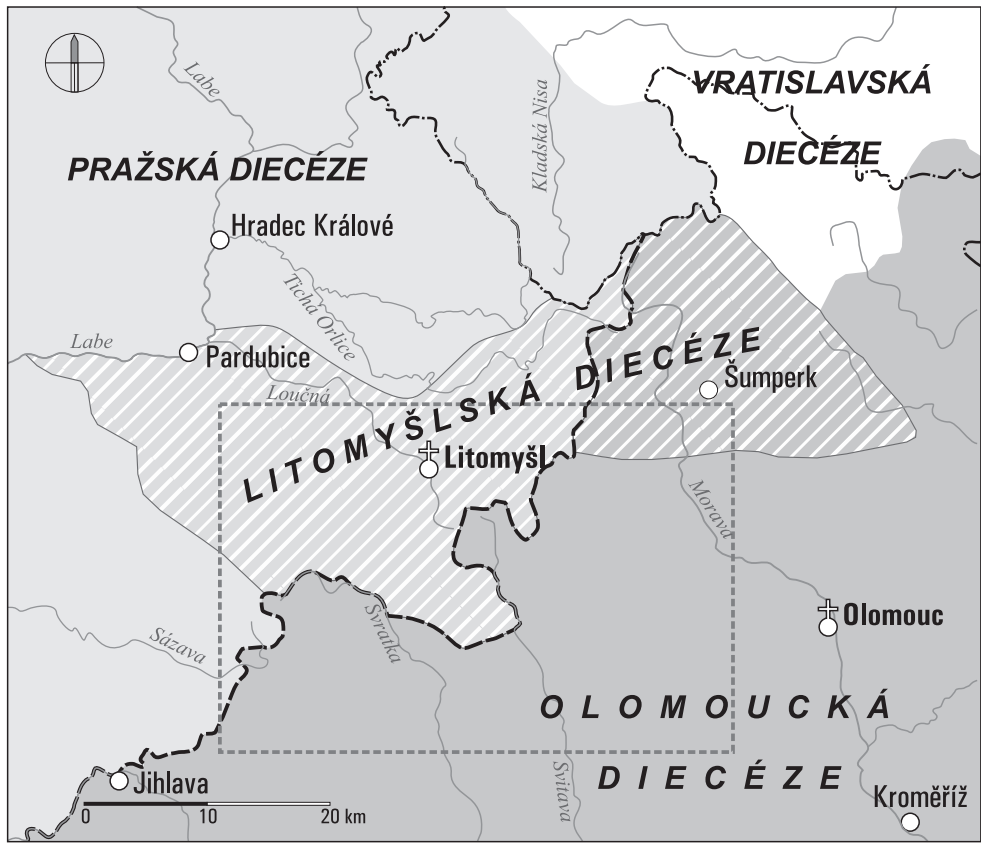 Labe
Kladská Nisa
VRATISLAVSKÁ
DIECÉZE
PRAŽSKÁ DIECÉZE
Hradec Králové
Tichá Orlice
Labe
Pardubice
Loučná
LITOMYŠLSKÁ DIECÉZE
Šumperk
Litomyšl
Morava
Olomouc
Svratka
Sázava
OLOMOUCKÁ
DIECÉZE
Svitava
Jihlava
Kroměříž
0 10 20 km